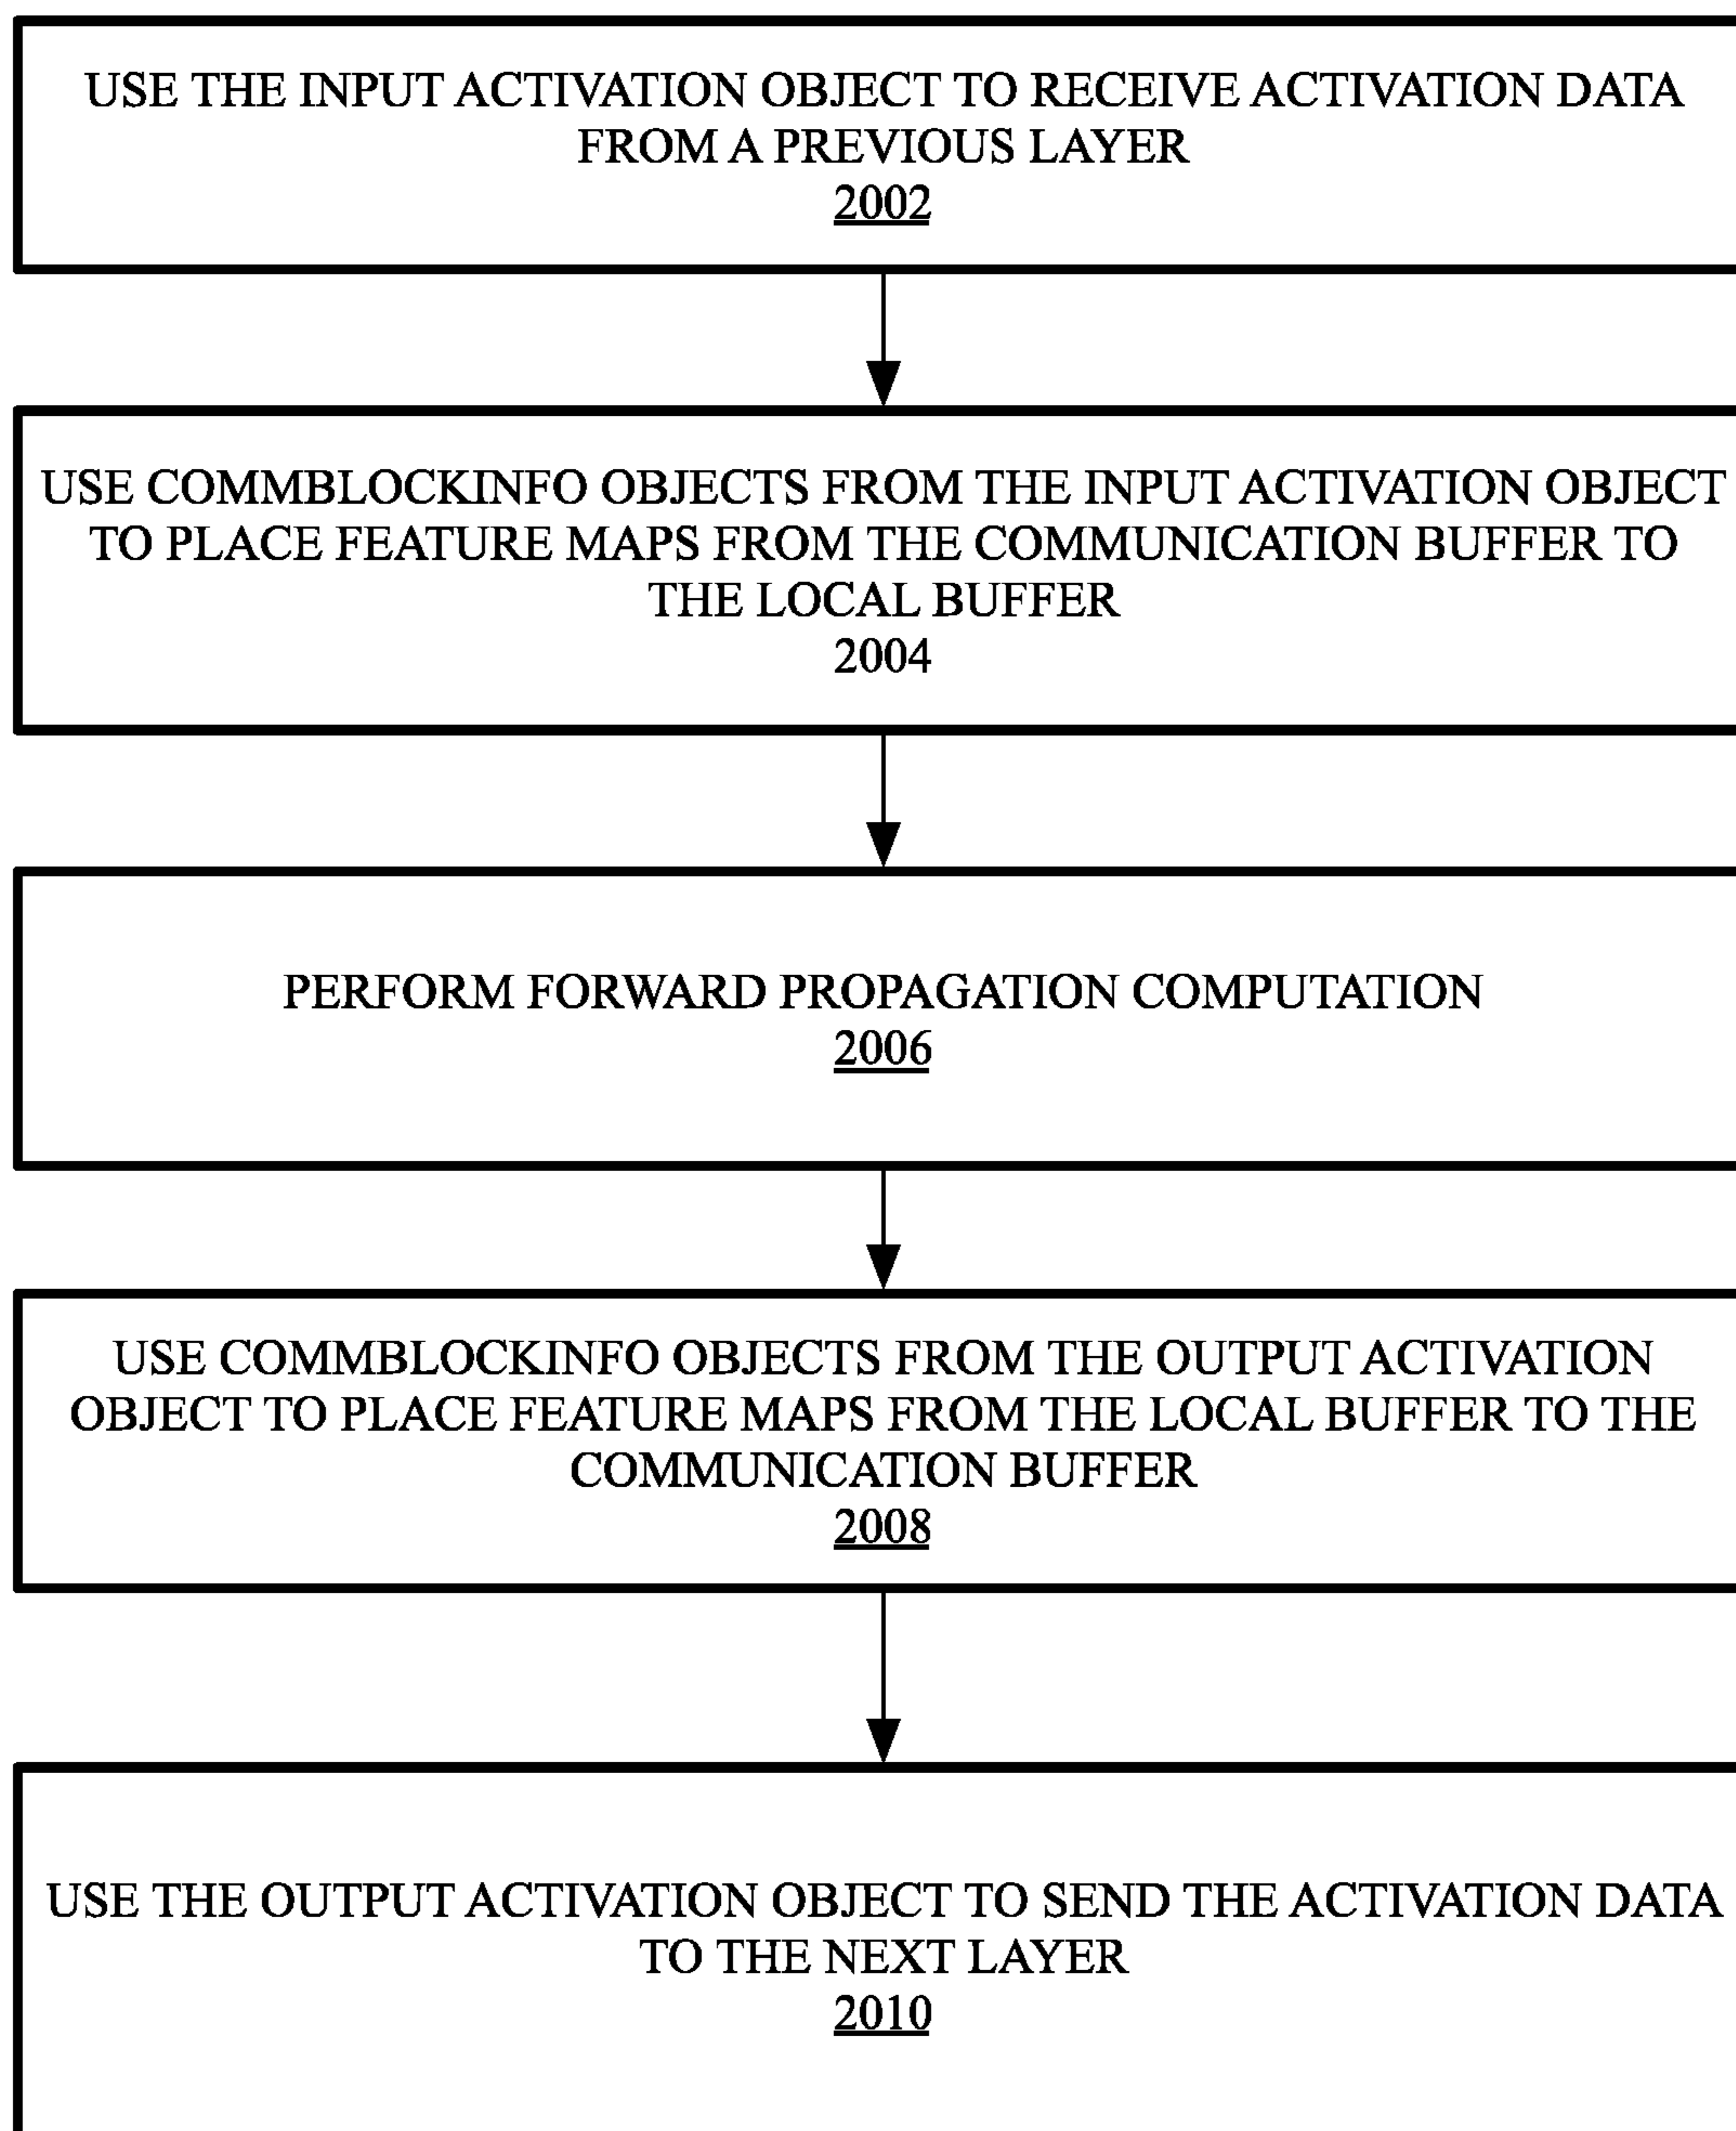 USE THE INPUT ACTIVATION OBJECT TO RECEIVE ACTIVATION DATA
FROM A PREVIOUS LAYER
2002
USE COMMBLOCKINFO OBJECTS FROM THE INPUT ACTIVATION OBJECT
TO PLACE FEATURE MAPS FROM THE COMMUNICATION BUFFER TO
THE LOCAL BUFFER
2004
PERFORM FORWARD PROPAGATION COMPUTATION
2006
USE COMMBLOCKINFO OBJECTS FROM THE OUTPUT ACTIVATION
OBJECT TO PLACE FEATURE MAPS FROM THE LOCAL BUFFER TO THE
COMMUNICATION BUFFER
2008
USE THE OUTPUT ACTIVATION OBJECT TO SEND THE ACTIVATION DATA
TO THE NEXT LAYER
2010